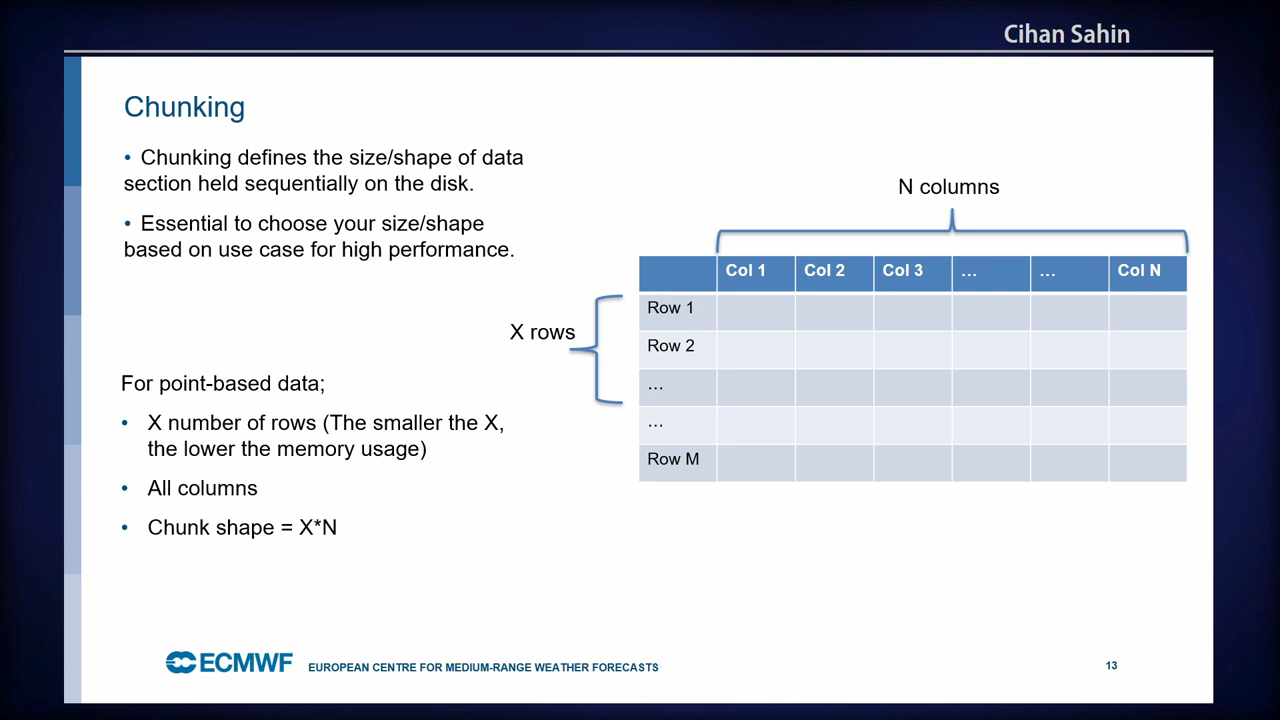 Cihan Sahin
Chunking
• Chunking defines the size/shape of data
section held sequentially on the disk.
• Essential to choose your size/shape
based on use case for high performance.
For point-based data;
• X number of rows (The smaller the X,
the lower the memory usage)
• All columns
• Chunk shape = X*N
N columns
X rows
Col 1 Col 2 Col 3 … … Col N
Row 1
Row 2
…
…
Row M
ECMWF EUROPEAN CENTRE FOR MEDIUM-RANGE WEATHER FORECASTS
13